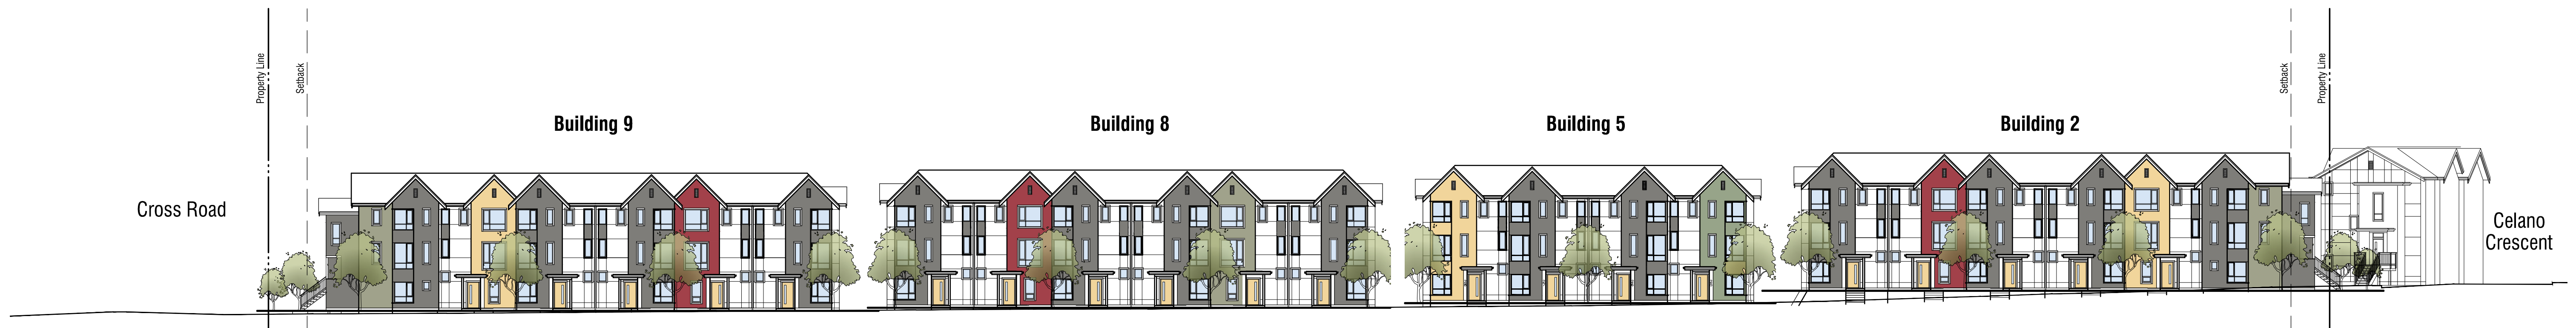 Property Line
Setback
Cross Road
Building 9
Building 8
Building 5
Building 2
Setback
Property Line
Celano
Crescent